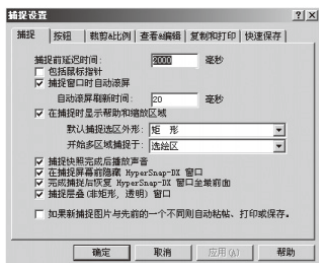 捕捉设置
捕捉 按钮 裁剪&比例 查看&编辑 复制和打印 快速保存
捕捉前延迟时间: 2000 毫秒
包括鼠标指针
捕捉窗口时自动滚屏
自动滚屏刷新时间: 20 毫秒
在捕捉时显示帮助和缩放区域
默认捕捉选区外形: 矩 形
开始多区域捕捉于: 选绘区
捕捉快照完成后播放声音
在捕捉屏幕前隐藏 HyperSnap-DX 窗口
完成捕捉后恢复 HyperSnap-DX 窗口至最前面
捕捉层叠(非矩形, 透明) 窗口
如果新捕捉图片与先前的一个不同则自动粘帖、打印或保存。
确定 取消 应用(A) 帮助